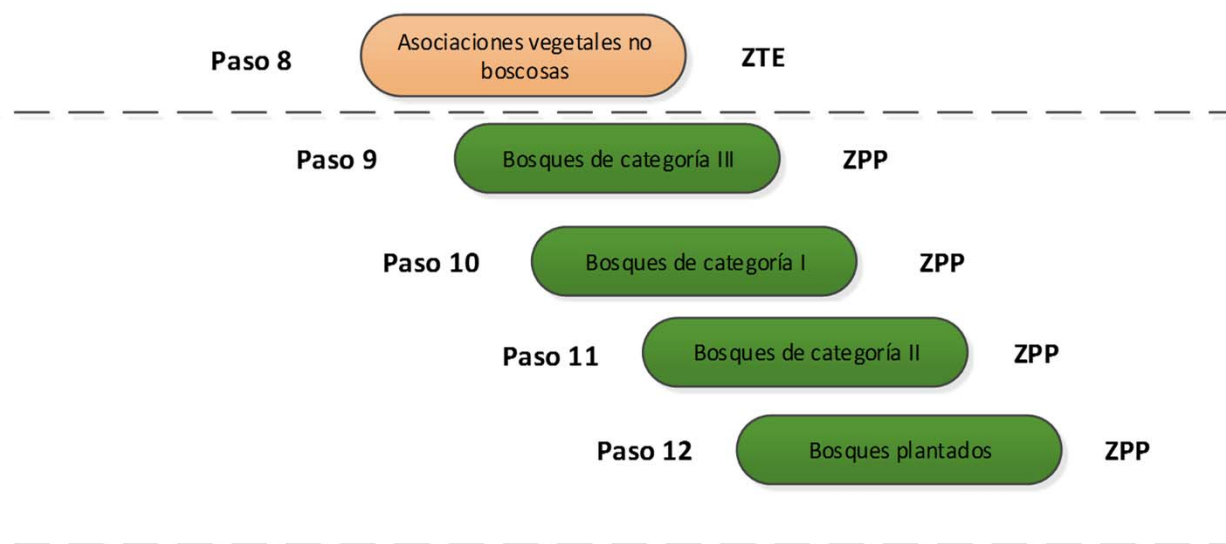 Paso 8
Asociaciones vegetales no
boscosas
ZTE
Paso 9
Bosques de categoría III
ZPP
Paso 10
Bosques de categoría I
ZPP
Paso 11
Bosques de categoría II
ZPP
Paso 12
Bosques plantados
ZPP